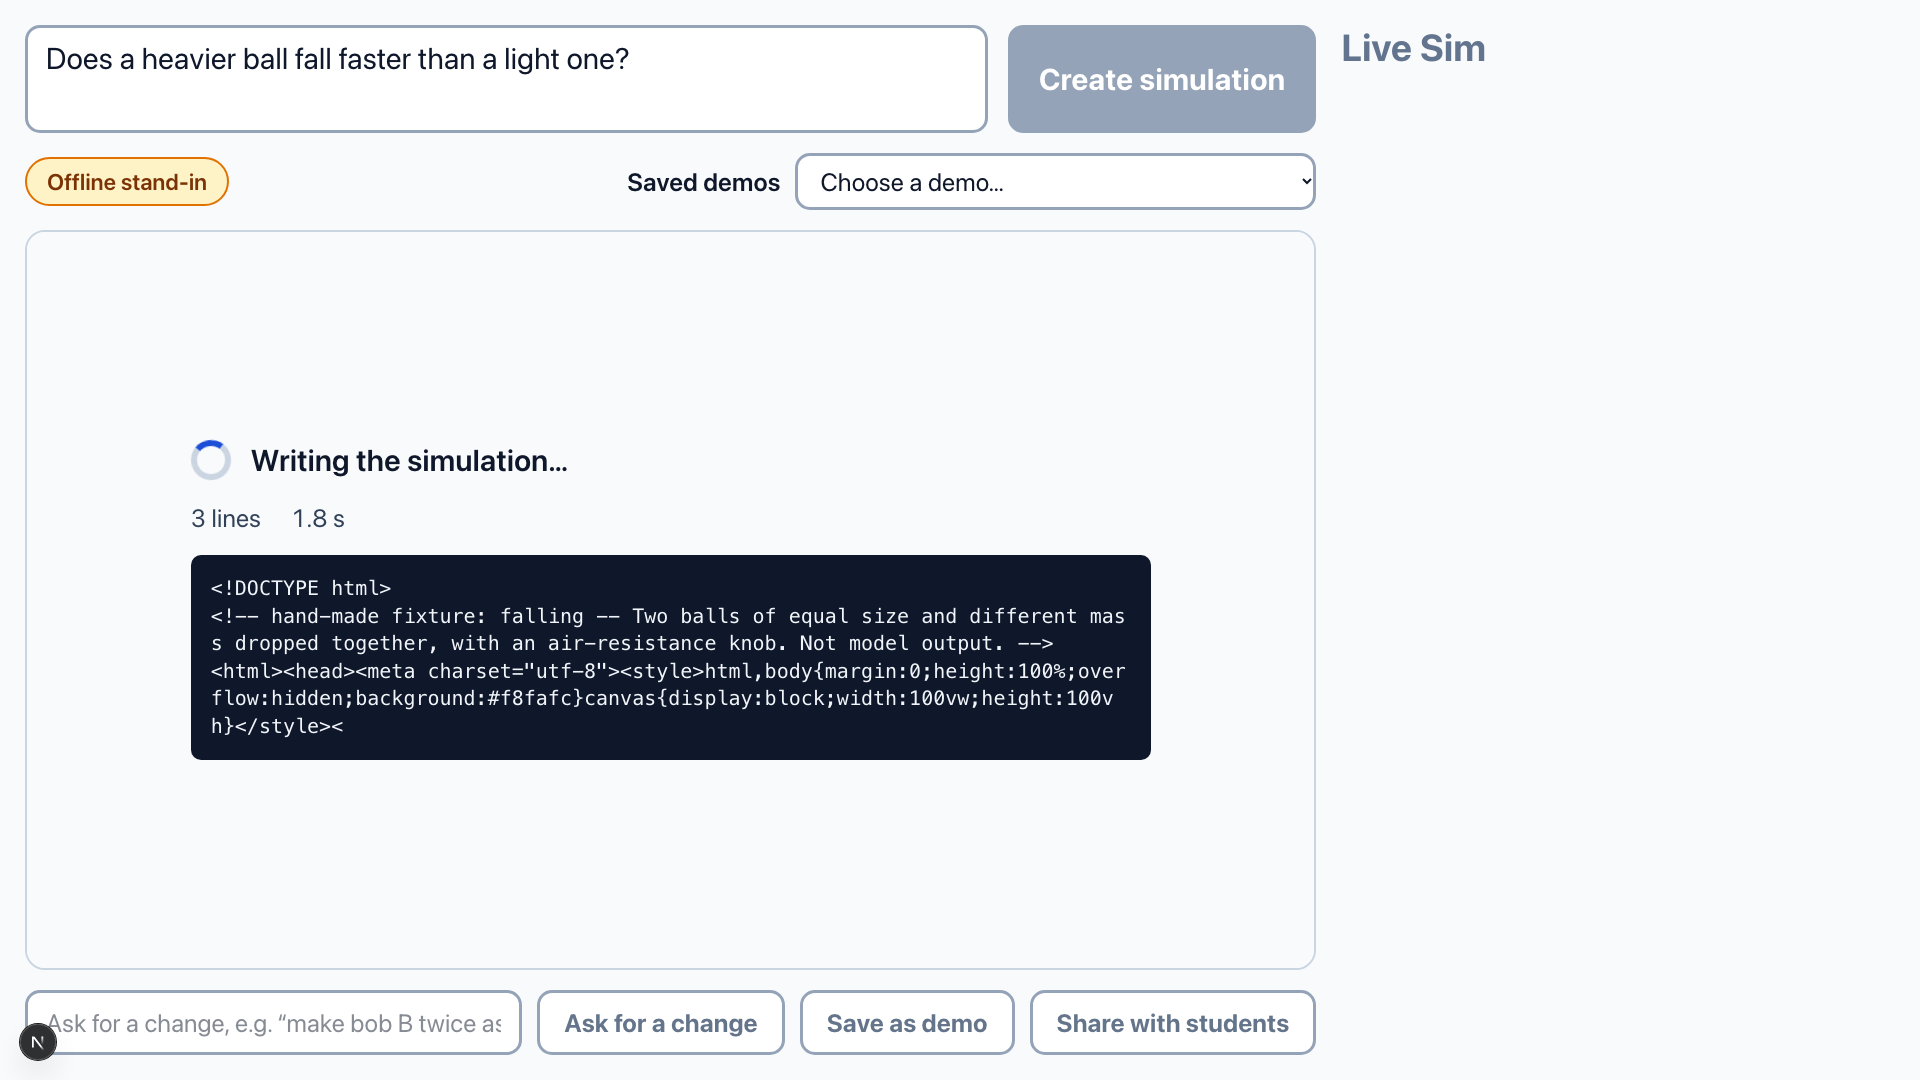 Does a heavier ball fall faster than a light one?
Create simulation
Live Sim
Offline stand-in
Saved demos
Choose a demo...
Writing the simulation...
3 lines 1.8 s
<!DOCTYPE html>
<!-- hand-made fixture: falling -- Two balls of equal size and different mas
s dropped together, with an air-resistance knob. Not model output. -->
<html><head><meta charset="utf-8"><style>html,body{margin:0;height:100%;over
flow:hidden;background:#f8fafc}canvas{display:block;width:100vw;height:100v
h}</style><
Ask for a change, e.g. “make bob B twice as
Ask for a change
Save as demo
Share with students
N